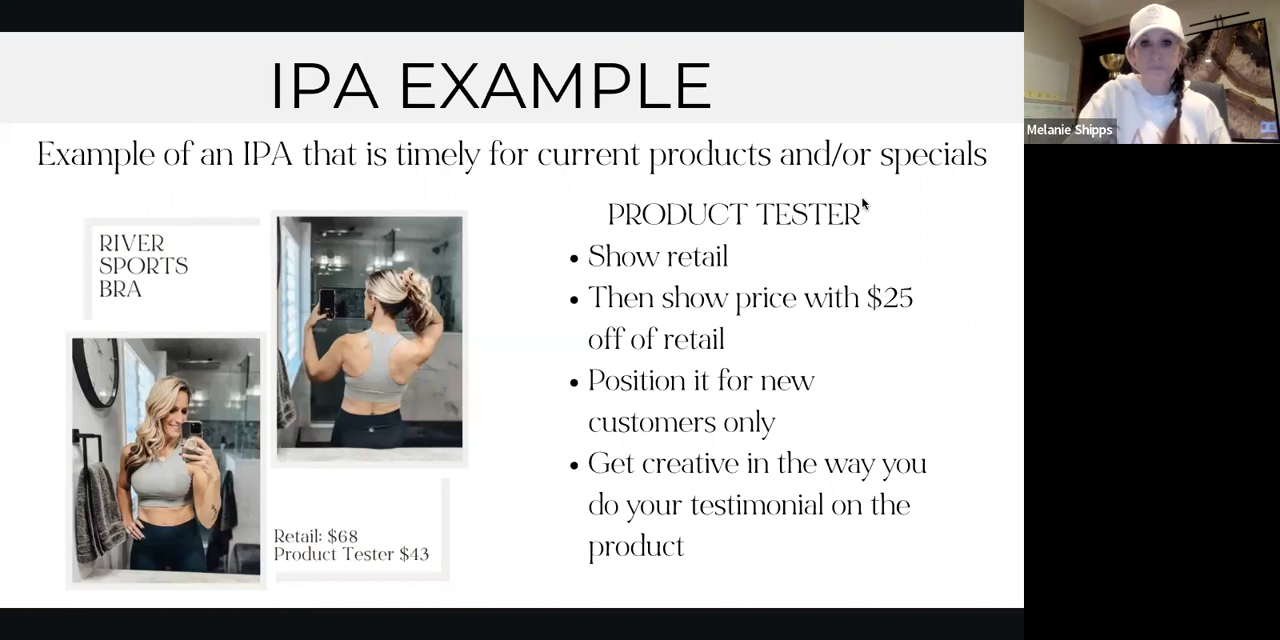 IPA EXAMPLE
Example of an IPA that is timely for current products and/or specials
RIVER
SPORTS
BRA
Retail: $68
Product Tester $43
PRODUCT TESTER*
• Show retail
• Then show price with $25
off of retail
• Position it for new
customers only
• Get creative in the way you
do your testimonial on the
product
Melanie Shipps